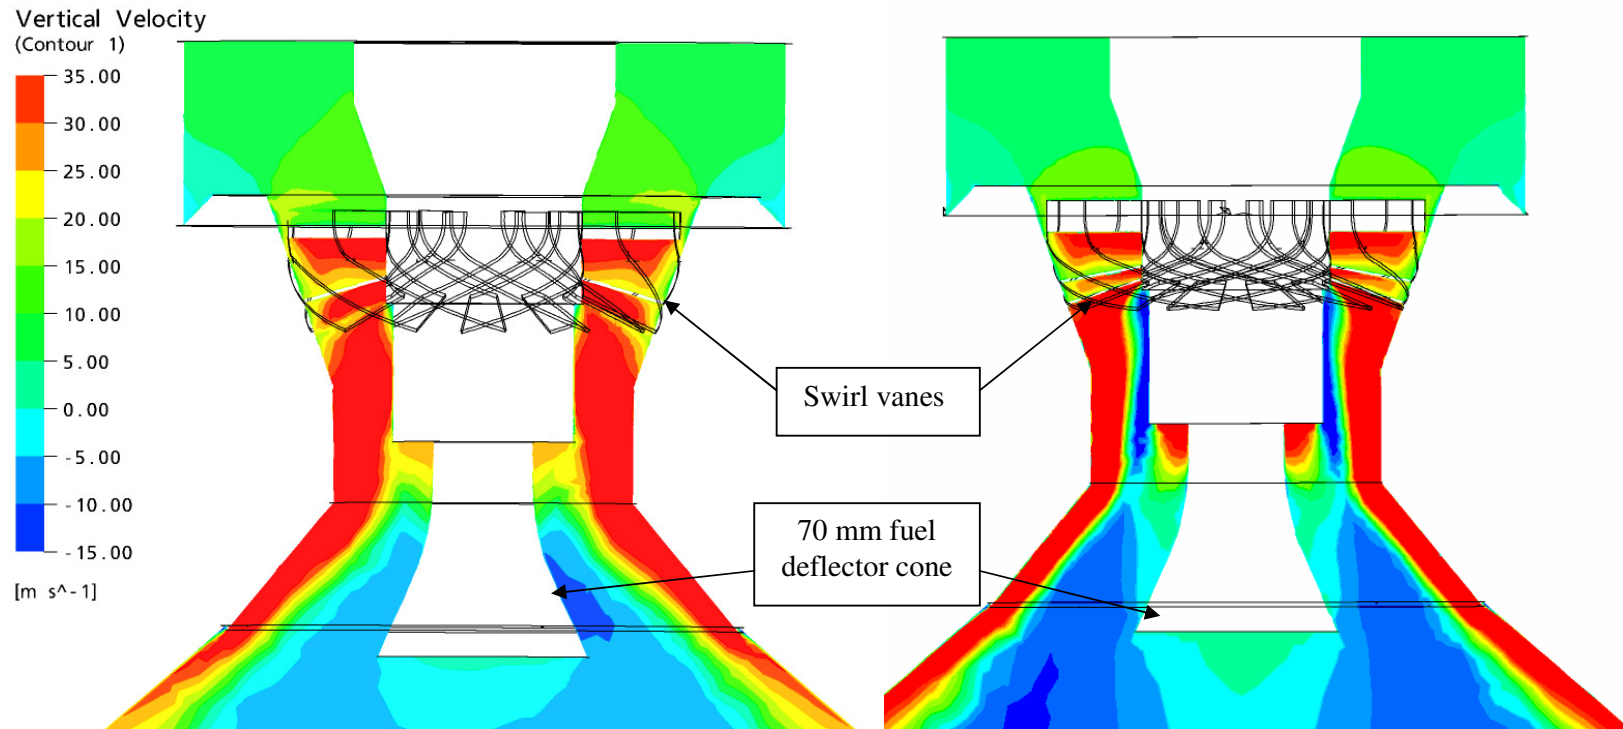 Vertical Velocity
(Contour 1)
35.00
30.00
25.00
20.00
15.00
10.00
5.00
0.00
-5.00
-10.00
-15.00
[m s^-1]
Swirl vanes
70 mm fuel
deflector cone